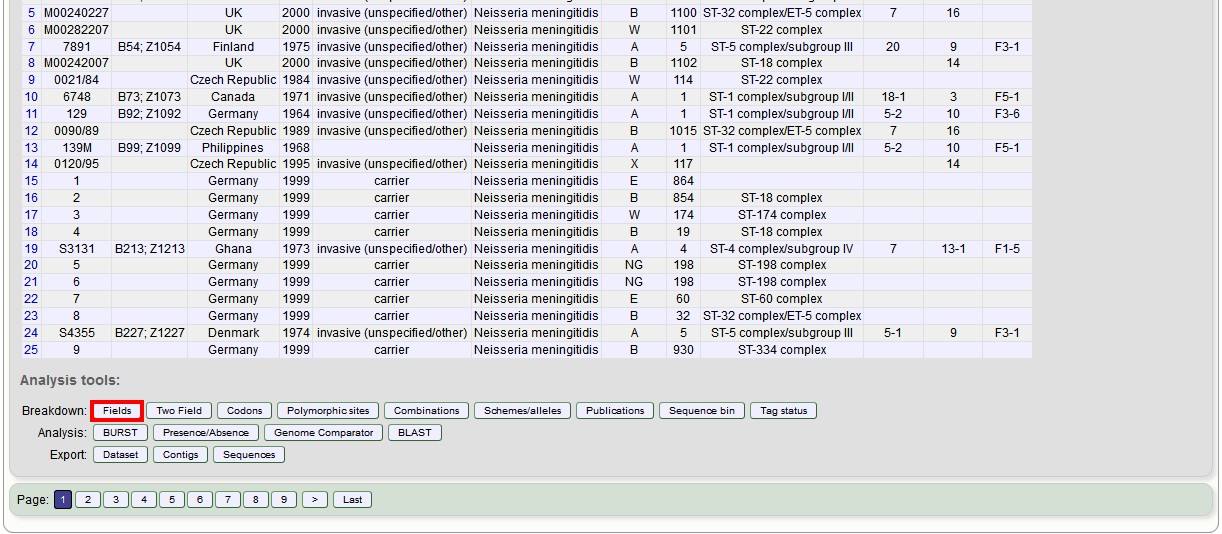 5 M00240227 UK 2000 invasive (unspecified/other) Neisseria meningitidis B 1100 ST-32 complex/ET-5 complex 7 16
6 M00282207 UK 2000 invasive (unspecified/other) Neisseria meningitidis W 1101 ST-22 complex
7 7891 B54; Z1054 Finland 1975 invasive (unspecified/other) Neisseria meningitidis A 5 ST-5 complex/subgroup III 20 9 F3-1
8 M00242007 UK 2000 invasive (unspecified/other) Neisseria meningitidis B 1102 ST-18 complex 14
9 0021/84 Czech Republic 1984 invasive (unspecified/other) Neisseria meningitidis W 114 ST-22 complex
10 6748 B73; Z1073 Canada 1971 invasive (unspecified/other) Neisseria meningitidis A 1 ST-1 complex/subgroup I/II 18-1 3 F5-1
11 129 B92; Z1092 Germany 1964 invasive (unspecified/other) Neisseria meningitidis A 1 ST-1 complex/subgroup I/II 5-2 10 F3-6
12 0090/89 Czech Republic 1989 invasive (unspecified/other) Neisseria meningitidis B 1015 ST-32 complex/ET-5 complex 7 16
13 139M B99; Z1099 Philippines 1968 Neisseria meningitidis A 1 ST-1 complex/subgroup I/II 5-2 10 F5-1
14 0120/95 Czech Republic 1995 invasive (unspecified/other) Neisseria meningitidis X 117 14
15 1 Germany 1999 carrier Neisseria meningitidis E 864
16 2 Germany 1999 carrier Neisseria meningitidis B 854 ST-18 complex
17 3 Germany 1999 carrier Neisseria meningitidis W 174 ST-174 complex
18 4 Germany 1999 carrier Neisseria meningitidis B 19 ST-18 complex
19 S3131 B213; Z1213 Ghana 1973 invasive (unspecified/other) Neisseria meningitidis A 4 ST-4 complex/subgroup IV 7 13-1 F1-5
20 5 Germany 1999 carrier Neisseria meningitidis NG 198 ST-198 complex
21 6 Germany 1999 carrier Neisseria meningitidis NG 198 ST-198 complex
22 7 Germany 1999 carrier Neisseria meningitidis E 60 ST-60 complex
23 8 Germany 1999 carrier Neisseria meningitidis B 32 ST-32 complex/ET-5 complex
24 S4355 B227; Z1227 Denmark 1974 invasive (unspecified/other) Neisseria meningitidis A 5 ST-5 complex/subgroup III 5-1 9 F3-1
25 9 Germany 1999 carrier Neisseria meningitidis B 930 ST-334 complex
Analysis tools:
Breakdown: Fields Two Field Codons Polymorphic sites Combinations Schemes/alleles Publications Sequence bin Tag status
Analysis: BURST Presence/Absence Genome Comparator BLAST
Export: Dataset Contigs Sequences
Page: 1 2 3 4 5 6 7 8 9 > Last